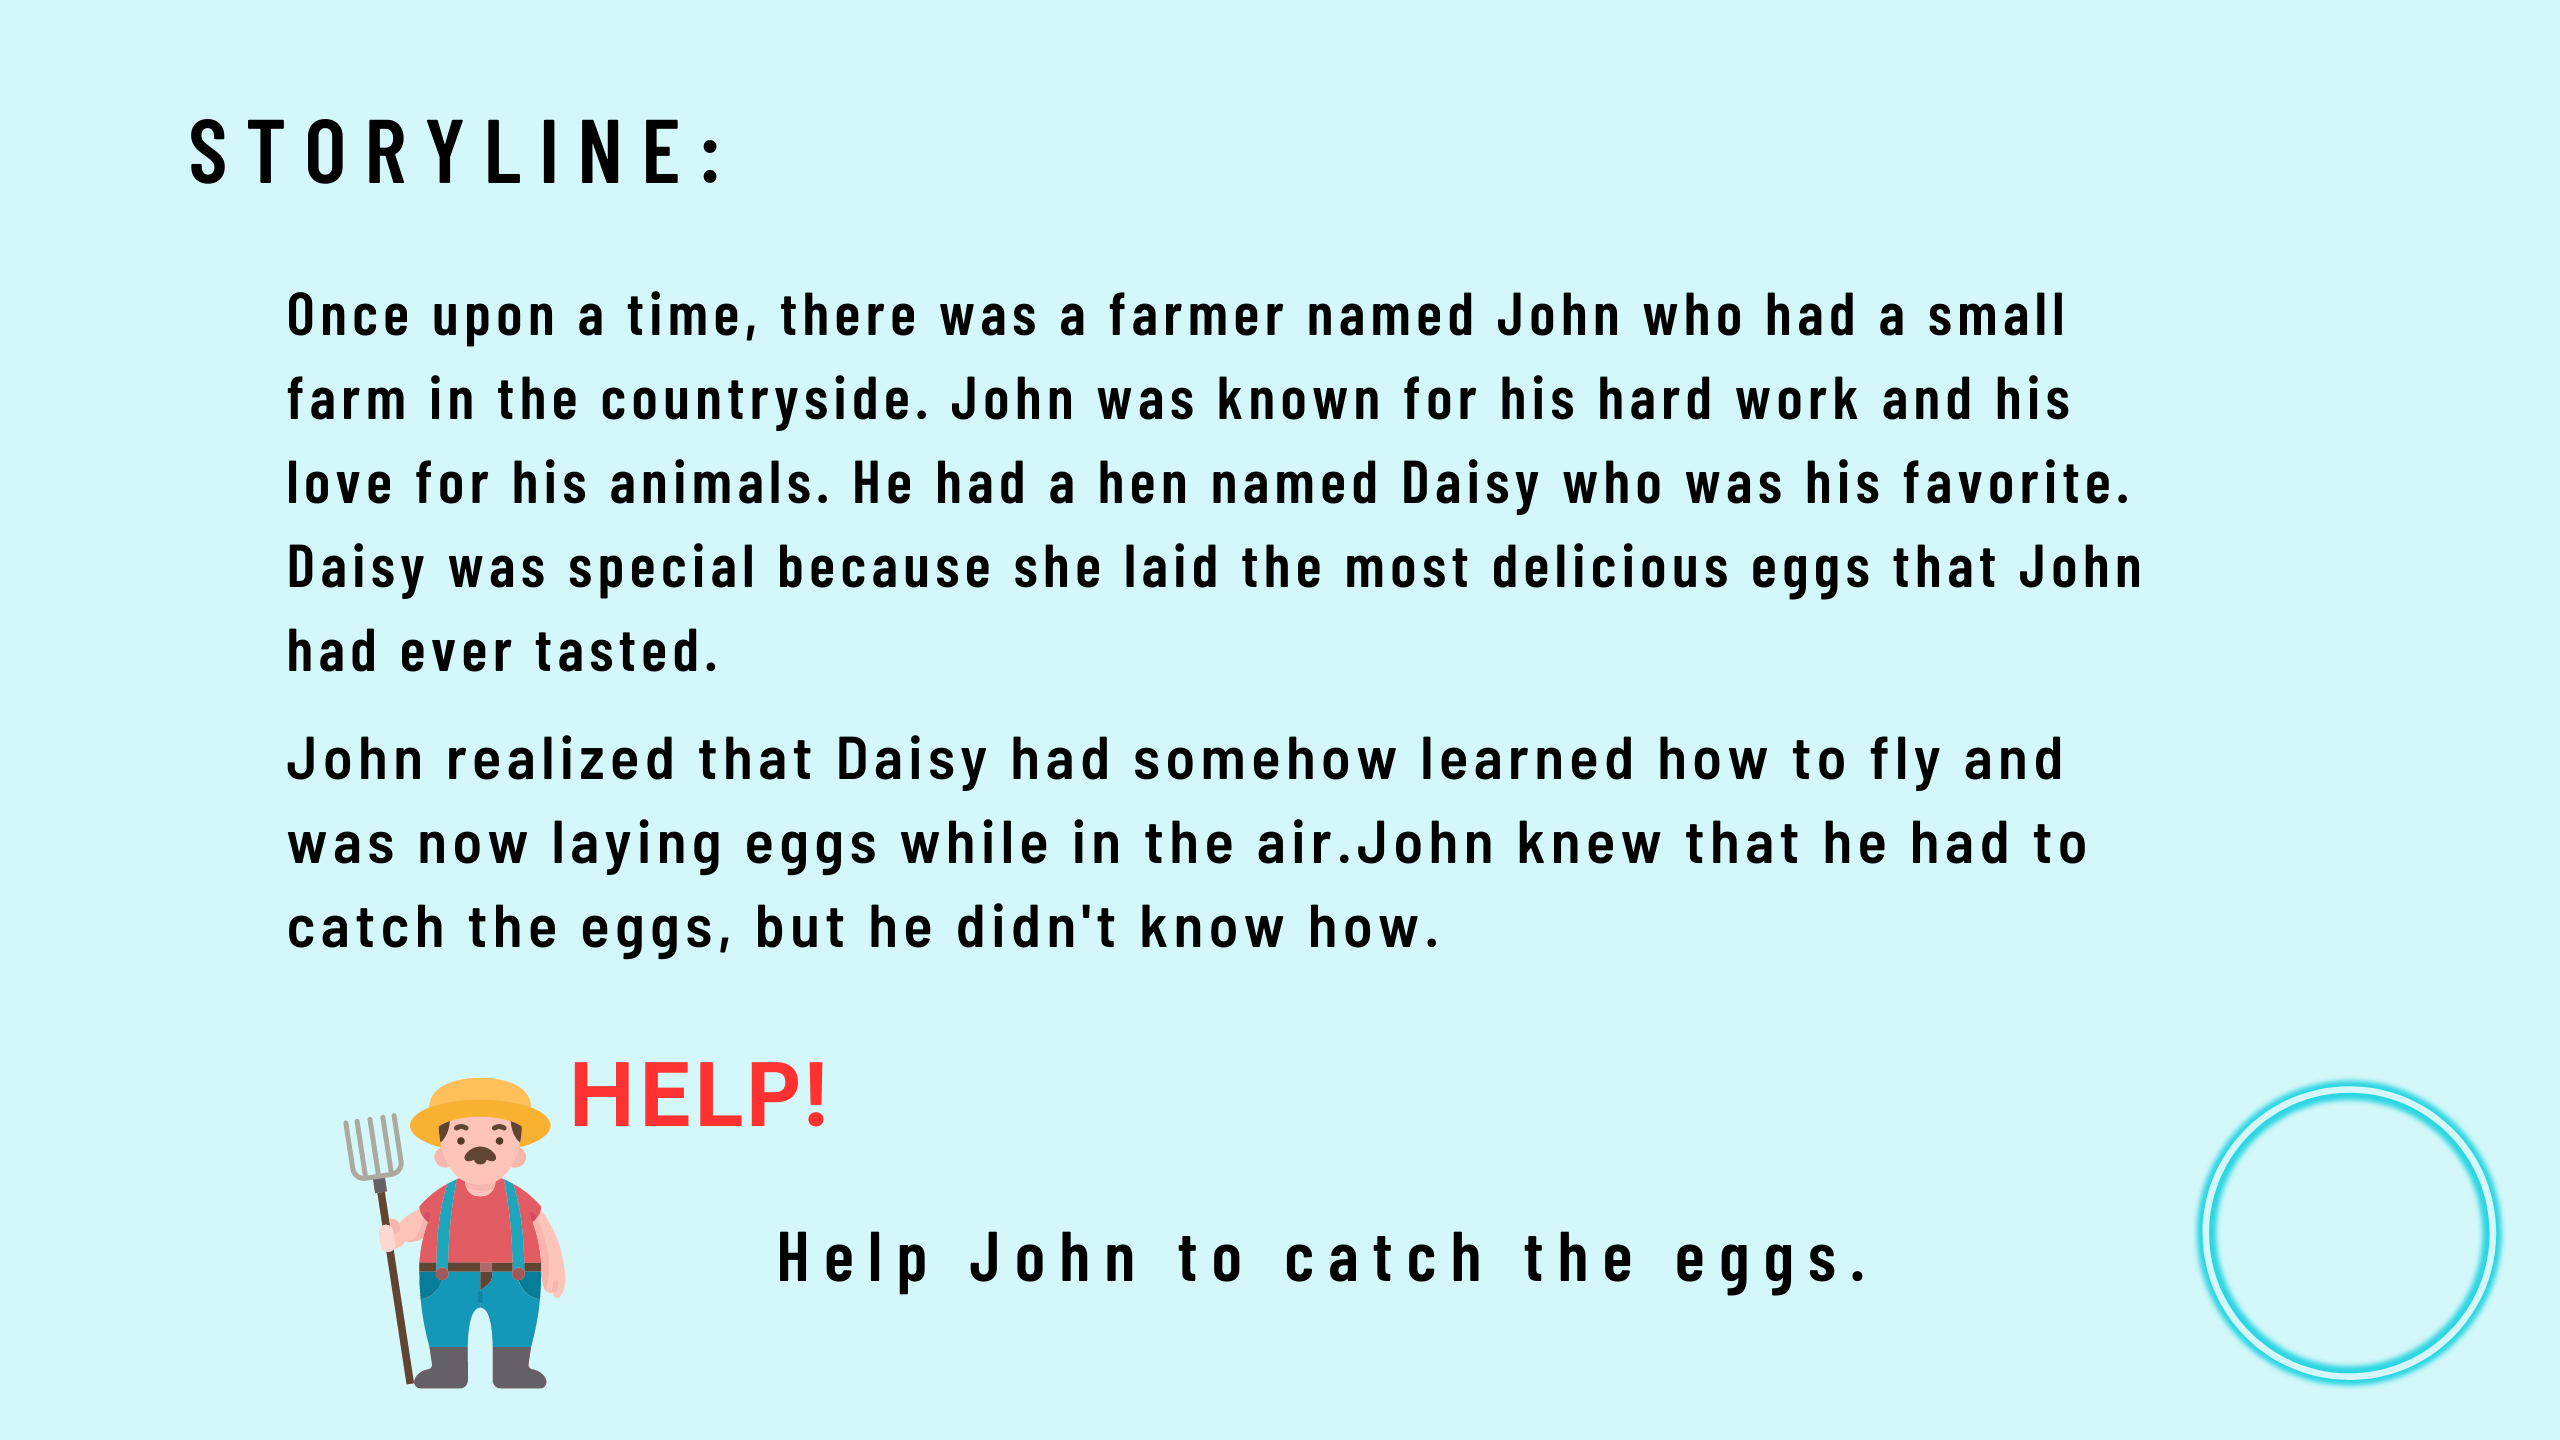 STORYLINE:
Once upon a time, there was a farmer named John who had a small
farm in the countryside. John was known for his hard work and his
love for his animals. He had a hen named Daisy who was his favorite.
Daisy was special because she laid the most delicious eggs that John
had ever tasted.
John realized that Daisy had somehow learned how to fly and
was now laying eggs while in the air.John knew that he had to
catch the eggs, but he didn't know how.
HELP!
Help John to catch the eggs.